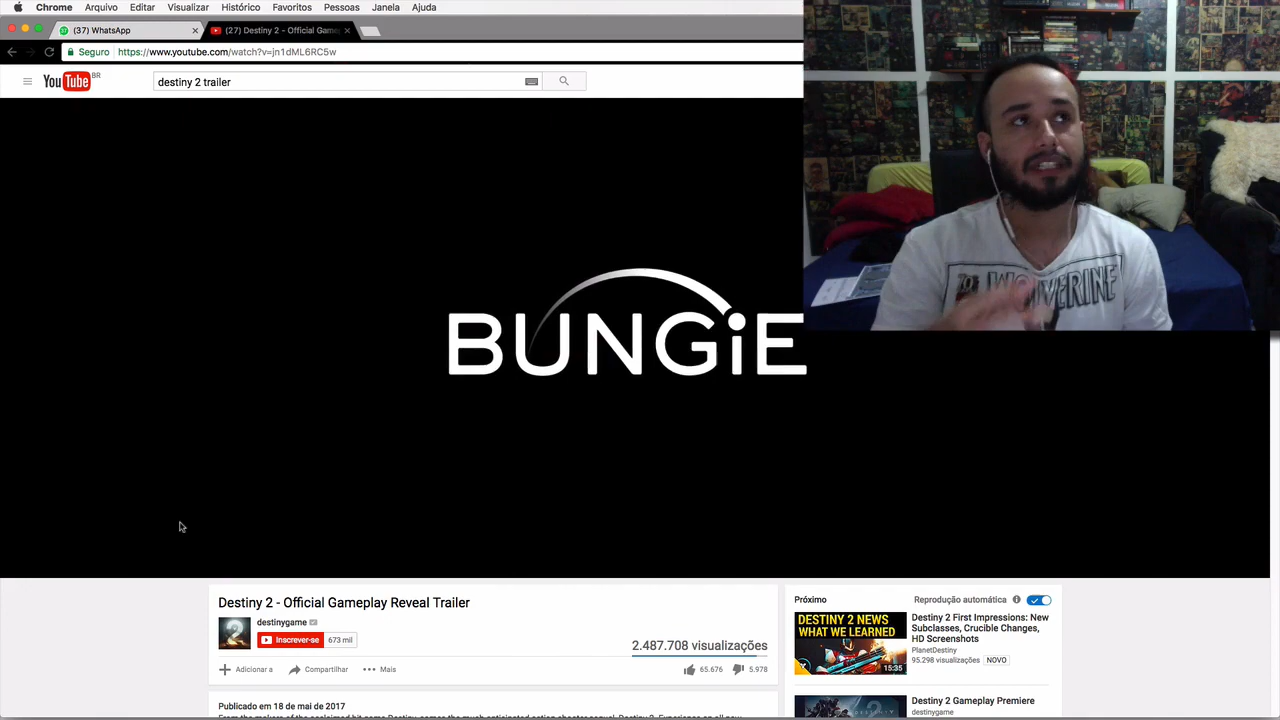 Chrome Arquivo Editar Visualizar Histórico Favoritos Pessoas Janela Ajuda
(37) WhatsApp
(27) Destiny 2 - Official Game
Seguro https://www.youtube.com/watch?v=jn1dML6RC5w
YouTube BR
destiny 2 trailer
WOLVERINE
BUNGiE
Destiny 2 - Official Gameplay Reveal Trailer
destinygame
Inscrever-se 673 mil
2.487.708 visualizações
Adicionar a Compartilhar Mais
65.676 5.978
Publicado em 18 de mai de 2017
Próximo Reprodução automática
DESTINY 2 NEWS
WHAT WE LEARNED
15:35
Destiny 2 First Impressions: New
Subclasses, Crucible Changes,
HD Screenshots
PlanetDestiny
95.298 visualizações NOVO
Destiny 2 Gameplay Premiere
destinygame